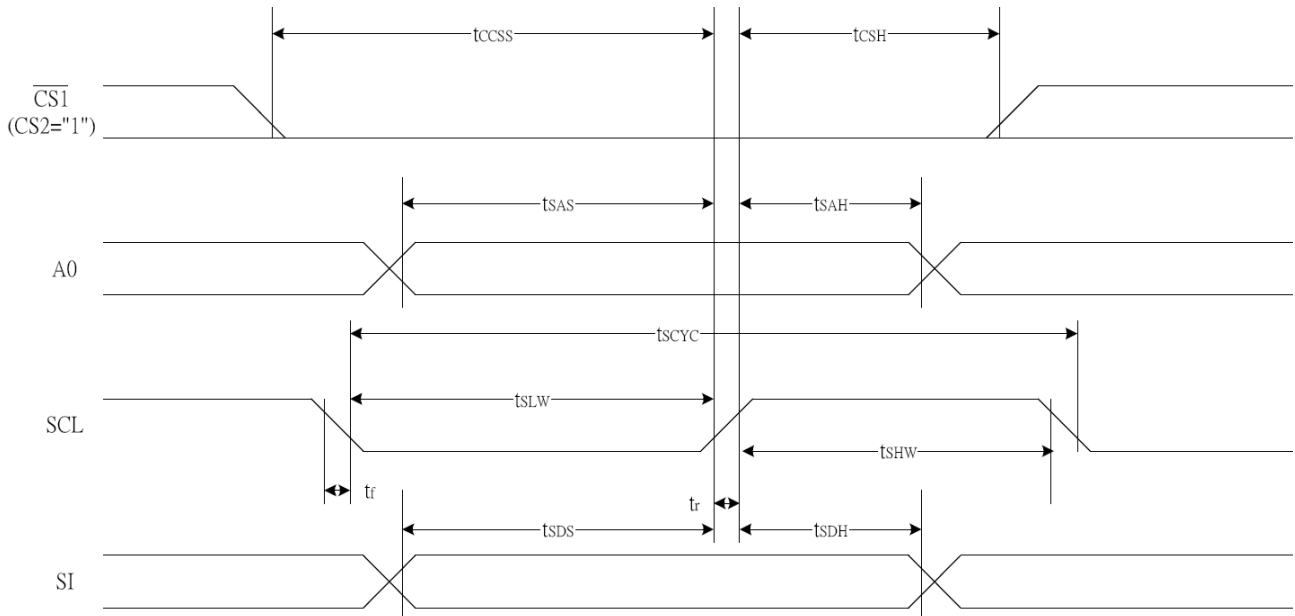 tCCSS
tCSH
CS1
(CS2="1")
tSAS
tSAH
A0
tSCYC
tSLW
SCL
tSHW
tf
tr
tSDS
tSDH
SI